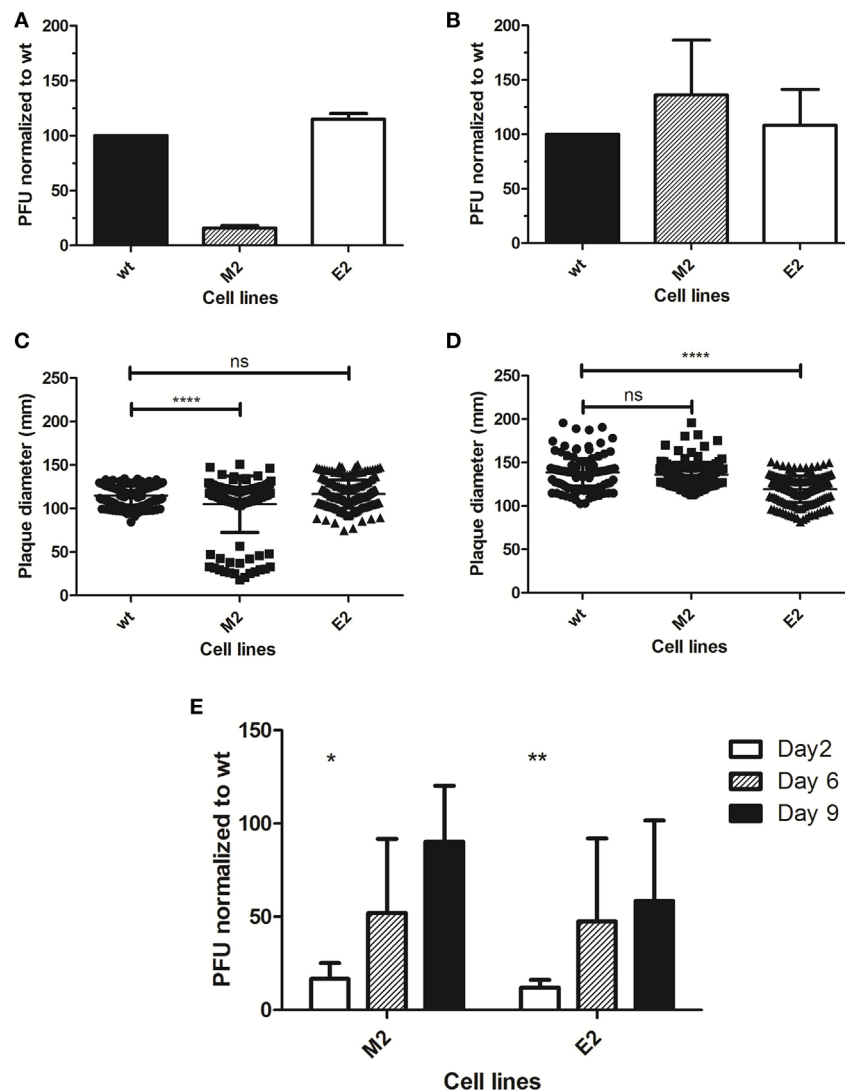 A
PFU normalized to wt
200
150
100
50
0
wt
M2
E2
Cell lines
B
PFU normalized to wt
200
150
100
50
0
wt
M2
E2
Cell lines
C
Plaque diameter (mm)
250
200
150
100
50
0
ns
****
wt
M2
E2
Cell lines
D
Plaque diameter (mm)
250
200
150
100
50
0
****
ns
wt
M2
E2
Cell lines
E
PFU normalized to wt
150
100
50
0
*
**
M2
E2
Cell lines
Day2
Day 6
Day 9